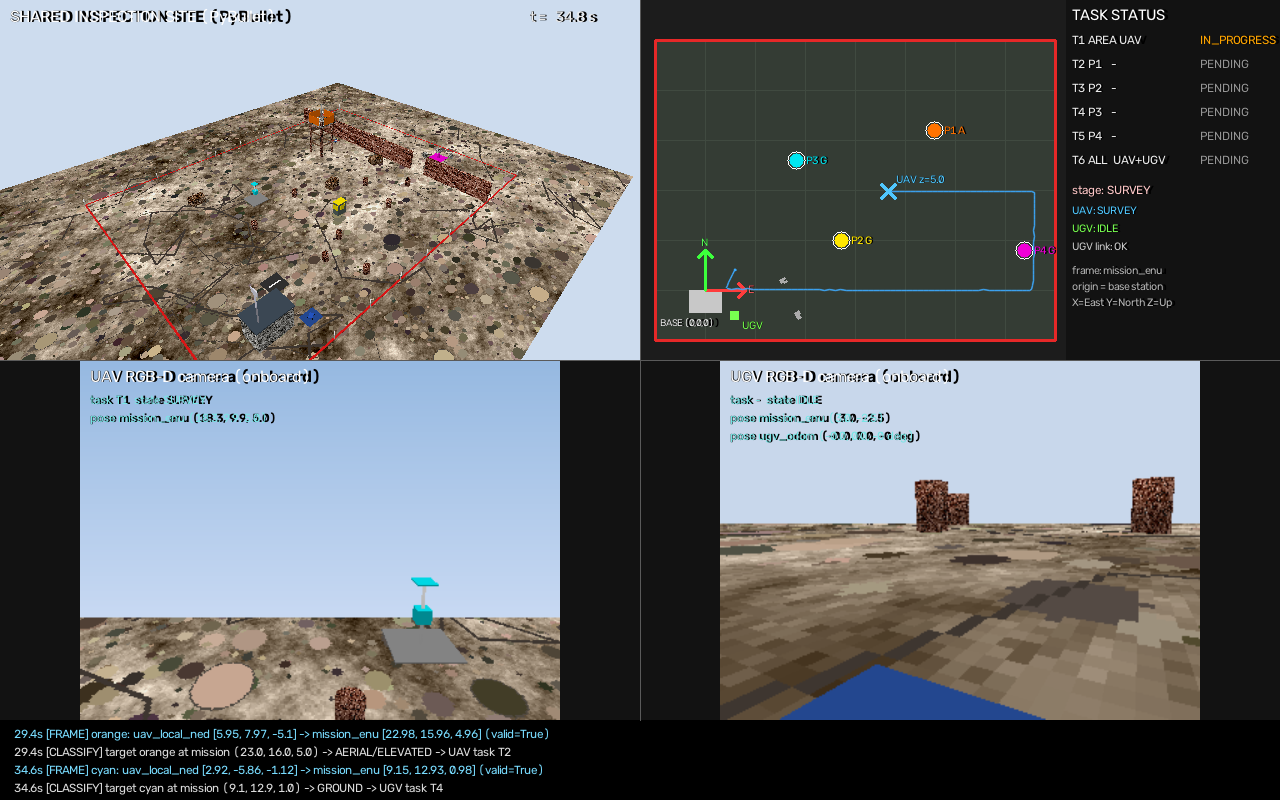 SHARED INSPECTION SITE (PyBullet)
t = 34.8 s
P1 A
P3 G
UAV z=5.0
P2 G
P4 G
N
E
BASE (0,0,0)
UGV
TASK STATUS
T1 AREA UAV IN_PROGRESS
T2 P1 - PENDING
T3 P2 - PENDING
T4 P3 - PENDING
T5 P4 - PENDING
T6 ALL UAV+UGV PENDING
stage: SURVEY
UAV: SURVEY
UGV: IDLE
UGV link: OK
frame: mission_enu
origin = base station
X=East Y=North Z=Up
UAV RGB-D camera (onboard)
task T1 state SURVEY
pose mission_enu (18.3, 9.9, 5.0)
UGV RGB-D camera (onboard)
task - state IDLE
pose mission_enu (3.0, -2.5)
pose ugv_odom (-0.0, 0.0, -0 deg)
29.4s [FRAME] orange: uav_local_ned [5.95, 7.97, -5.1] -> mission_enu [22.98, 15.96, 4.96] (valid=True)
29.4s [CLASSIFY] target orange at mission (23.0, 16.0, 5.0) -> AERIAL/ELEVATED -> UAV task T2
34.6s [FRAME] cyan: uav_local_ned [2.92, -5.86, -1.12] -> mission_enu [9.15, 12.93, 0.98] (valid=True)
34.6s [CLASSIFY] target cyan at mission (9.1, 12.9, 1.0) -> GROUND -> UGV task T4